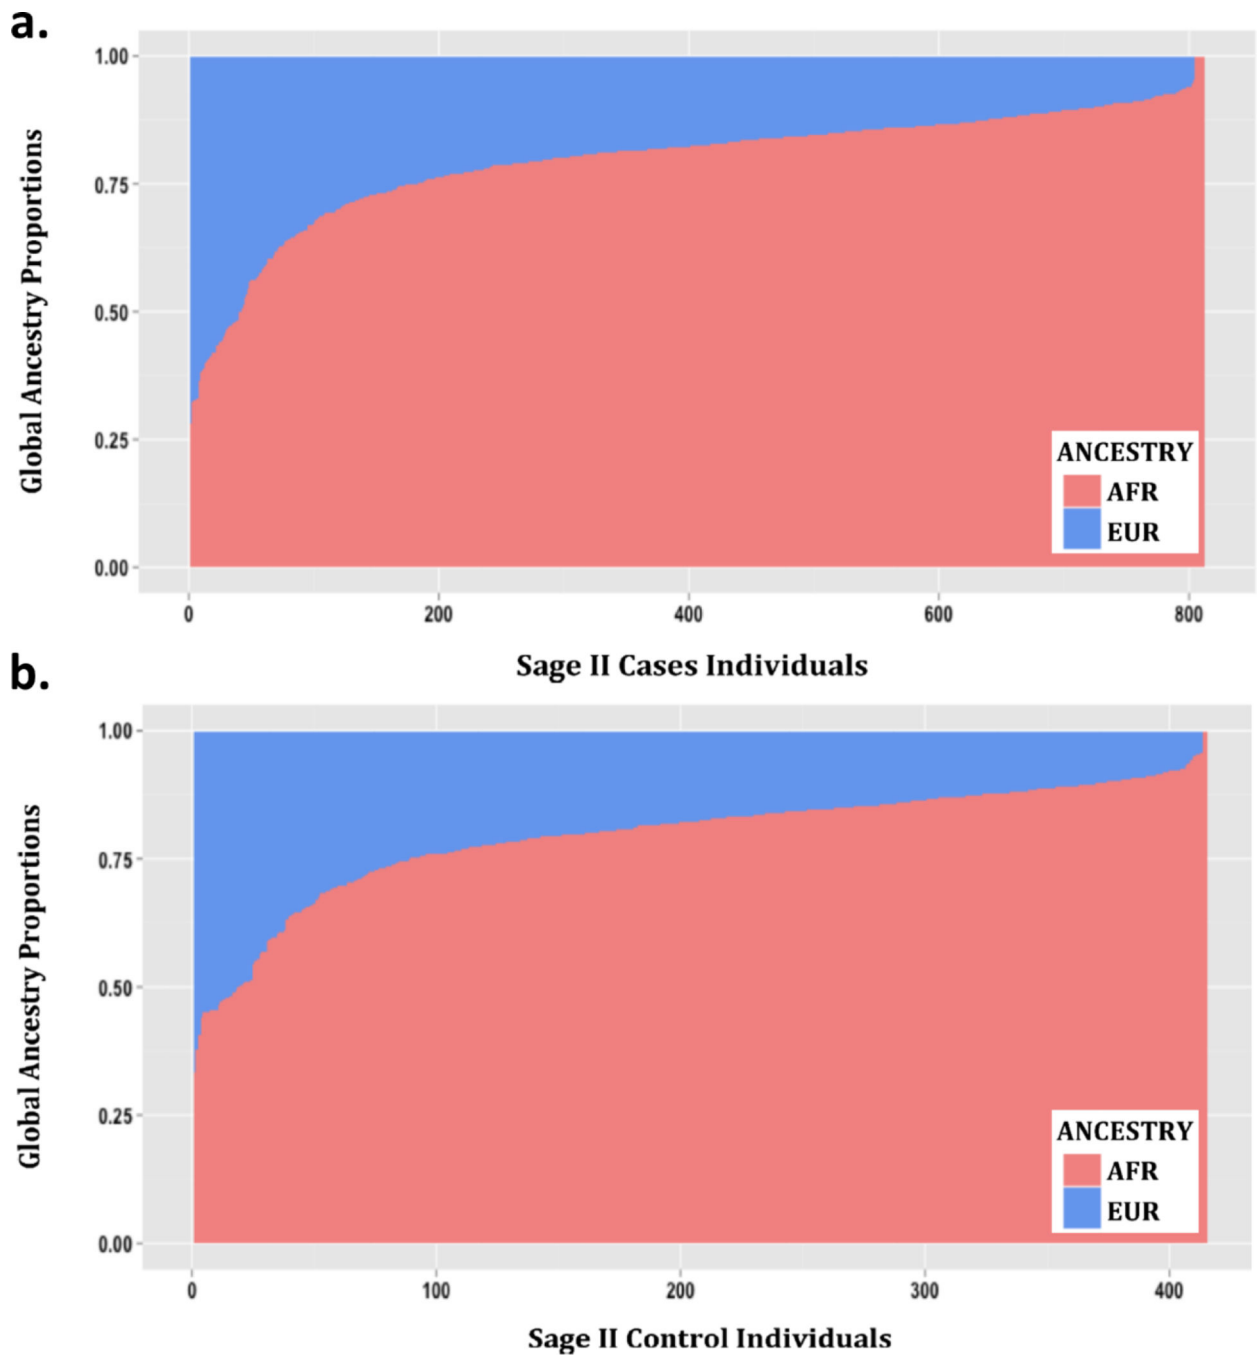 a.
Global Ancestry Proportions
1.00
0.75
0.50
0.25
0.00
ANCESTRY
AFR
EUR
0 200 400 600 800
Sage II Cases Individuals
b.
Global Ancestry Proportions
1.00
0.75
0.50
0.25
0.00
ANCESTRY
AFR
EUR
0 100 200 300 400
Sage II Control Individuals